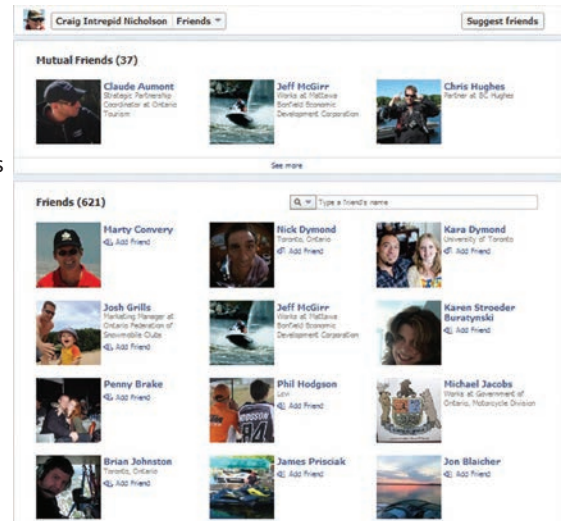 s
Craig Intrepid Nicholson Friends
Suggest friends
Mutual Friends (37)
Claude Aumont
Strategic Partnership
Coordinator at Ontario
Tourism
Jeff McGirr
Works at Mattawa
Bonfield Economic
Development Corporation
Chris Hughes
Partner at BC Hughes
See more
Friends (621)
Type a friend's name
Marty Convery
Add Friend
Nick Dymond
Toronto, Ontario
Add Friend
Kara Dymond
University of Toronto
Add Friend
Josh Grills
Marketing Manager at
Ontario Federation of
Snowmobile Clubs
Add Friend
Jeff McGirr
Works at Mattawa
Bonfield Economic
Development Corporation
Karen Stroeder
Buratynski
Add Friend
Penny Brake
Add Friend
Phil Hodgson
Law
Add Friend
HODGSON
84
Michael Jacobs
Works at Government of
Ontario, Motorcycle Division
Brian Johnston
Toronto, Ontario
Add Friend
James Prisciak
Add Friend
Jon Blaicher
Add Friend